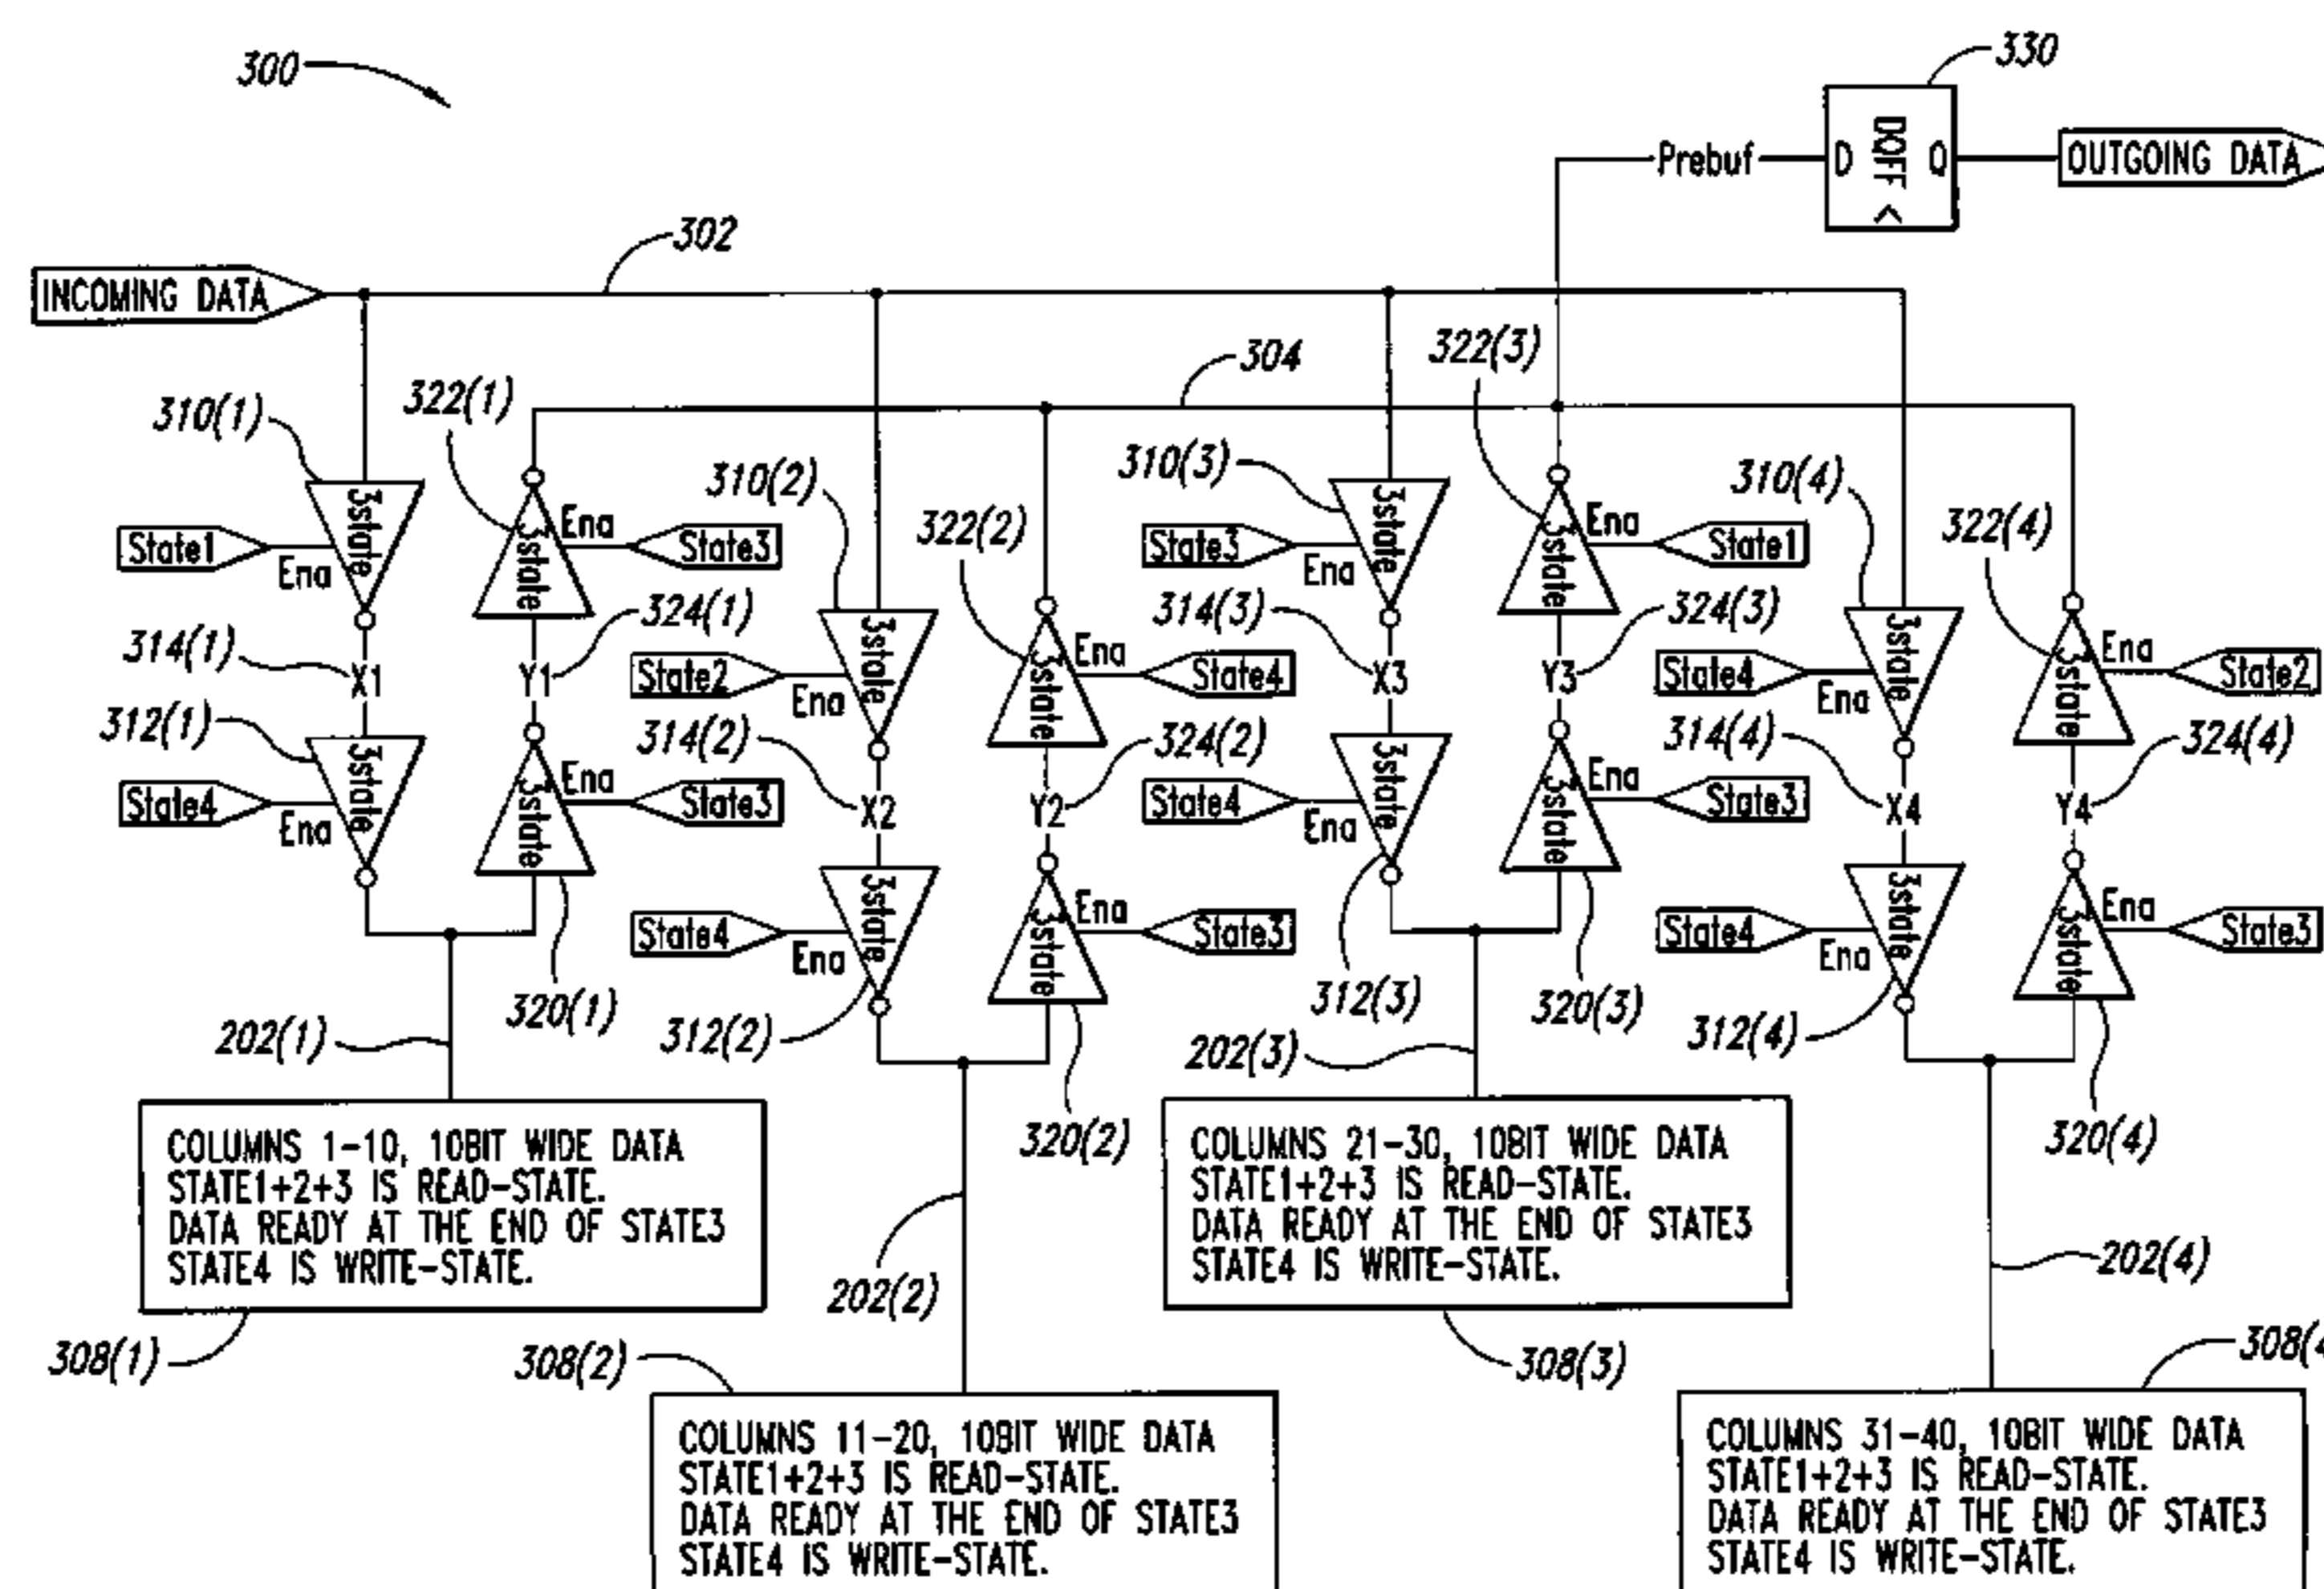 300
330
Prebuf
D DQFF < Q
OUTGOING DATA
302
INCOMING DATA
304
322(3)
322(1)
310(1)
310(3)
310(2)
310(4)
322(2)
322(4)
3state
3state
3state
3state
3state
3state
3state
3state
State1
Ena
Ena
State3
State3
Ena
Ena
State1
314(1)
324(1)
314(3)
324(3)
X1
Y1
State2
Ena
Ena
State4
X3
Y3
State4
Ena
Ena
State2
312(1)
314(2)
324(2)
314(4)
324(4)
3state
3state
3state
3state
State4
Ena
Ena
State3
X2
Y2
State4
Ena
Ena
State3
X4
Y4
3state
3state
3state
3state
State4
Ena
Ena
State3
State4
Ena
Ena
State3
320(1)
312(2)
312(3)
320(3)
312(4)
202(1)
202(3)
320(2)
320(4)
COLUMNS 1-10, 10BIT WIDE DATA
STATE1+2+3 IS READ-STATE.
DATA READY AT THE END OF STATE3
STATE4 IS WRITE-STATE.
COLUMNS 21-30, 10BIT WIDE DATA
STATE1+2+3 IS READ-STATE.
DATA READY AT THE END OF STATE3
STATE4 IS WRITE-STATE.
202(2)
202(4)
308(1)
308(2)
308(3)
308(4
COLUMNS 11-20, 10BIT WIDE DATA
STATE1+2+3 IS READ-STATE.
DATA READY AT THE END OF STATE3
STATE4 IS WRITE-STATE.
COLUMNS 31-40, 10BIT WIDE DATA
STATE1+2+3 IS READ-STATE.
DATA READY AT THE END OF STATE3
STATE4 IS WRITE-STATE.